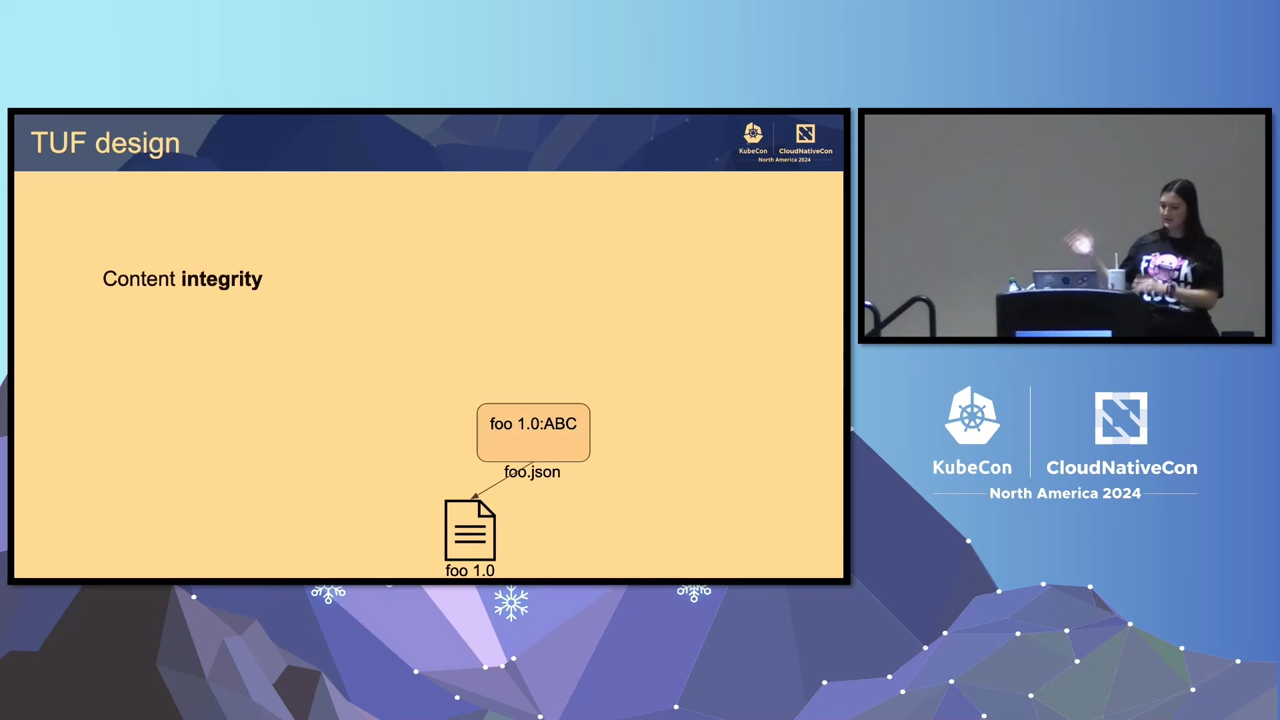 TUF design
KubeCon
CloudNativeCon
North America 2024
Content integrity
foo 1.0:ABC
foo.json
foo 1.0
KubeCon
CloudNativeCon
North America 2024